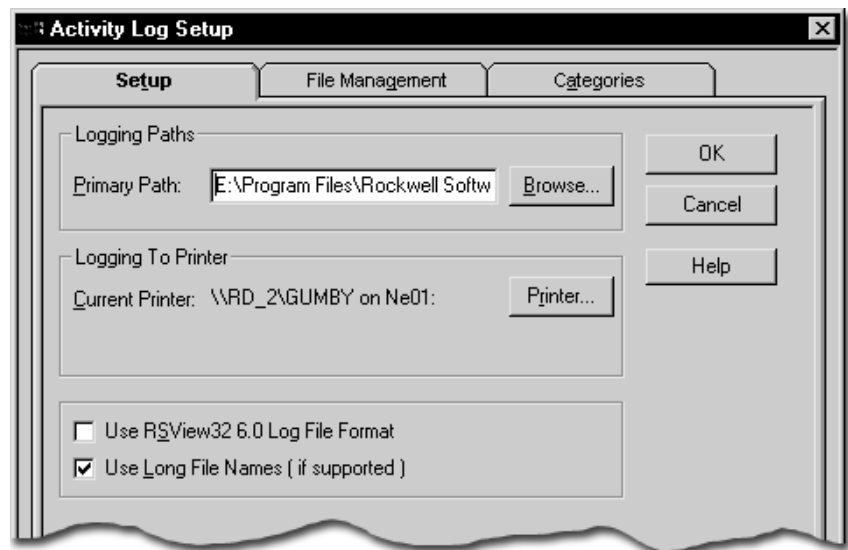 Activity Log Setup
Setup
File Management
Categories
Logging Paths
Primary Path: E:\Program Files\Rockwell Softw Browse...
OK
Cancel
Logging To Printer
Help
Current Printer: \\RD_2\GUMBY on Ne01: Printer...
Use RSView32 6.0 Log File Format
Use Long File Names ( if supported )